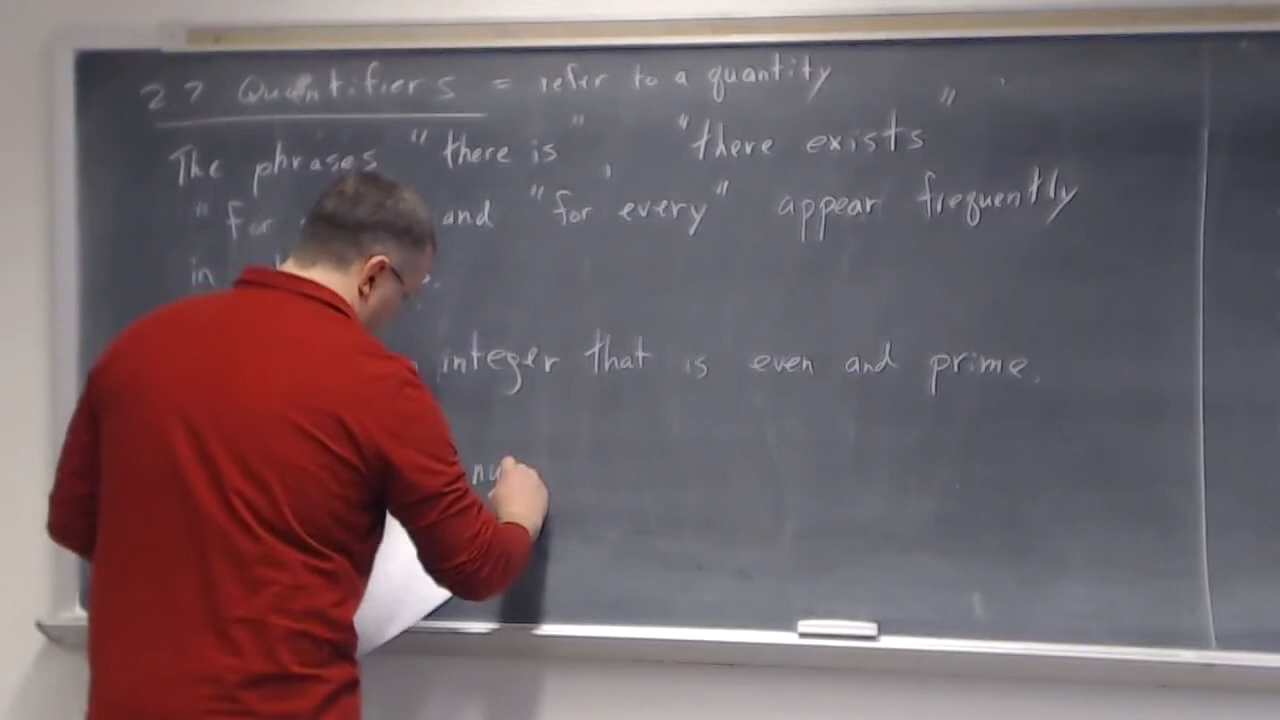 2 7 Quantifiers = refer to a quantity
The phrases "there is", "there exists"
"for and "for every" appear frequently
in
integer that is even and prime.
nu